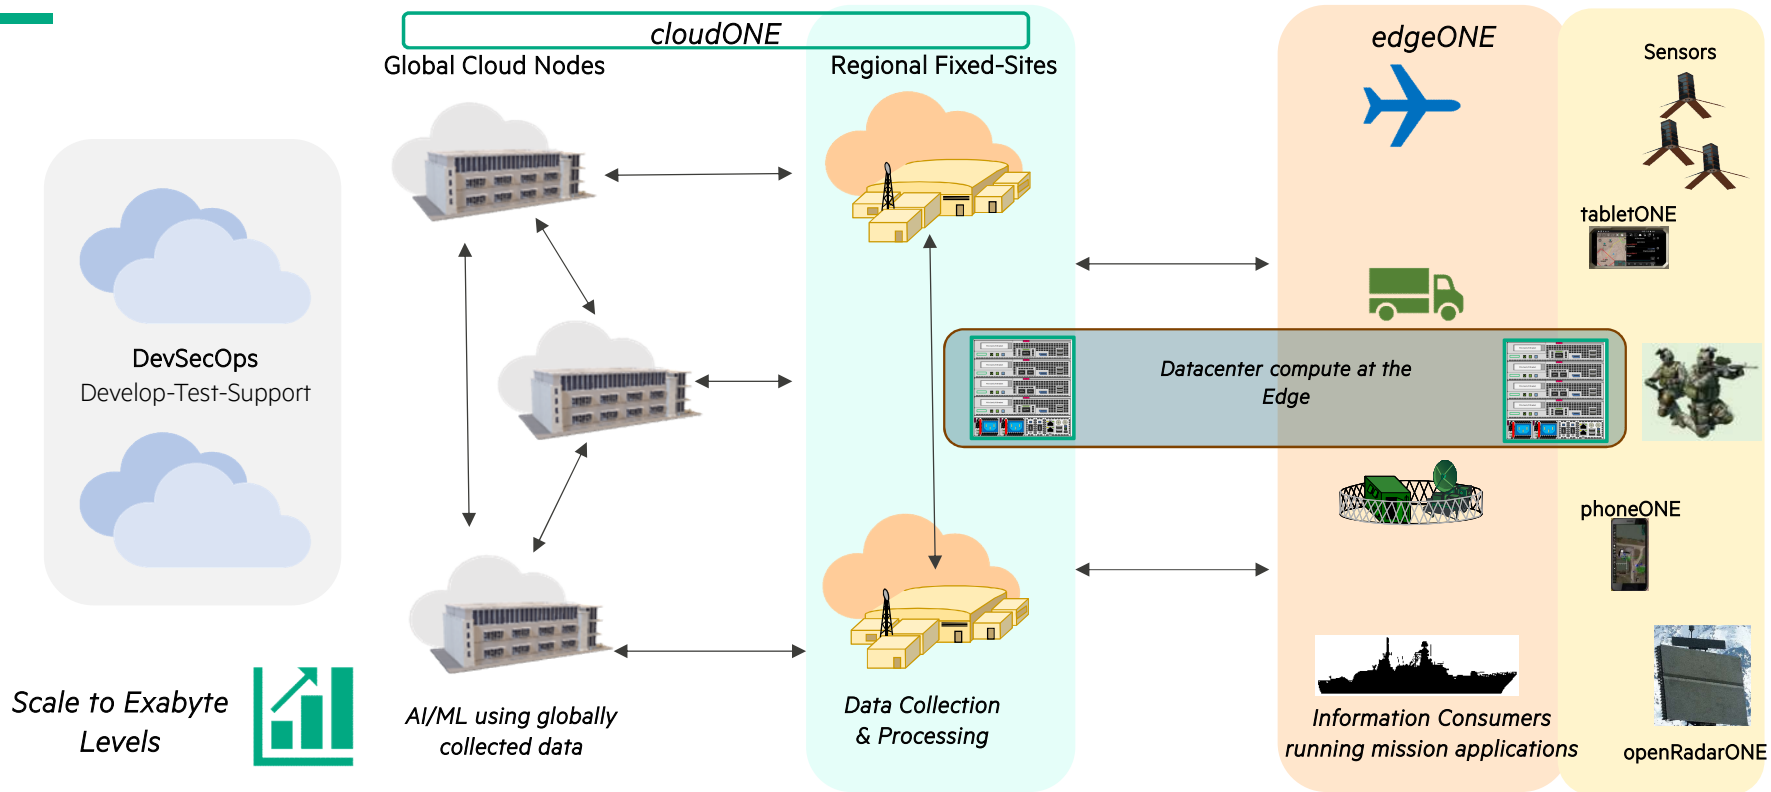 cloudONE
Global Cloud Nodes
Regional Fixed-Sites
edgeONE
Sensors
tabletONE
DevSecOps
Develop-Test-Support
Datacenter compute at the
Edge
phoneONE
Scale to Exabyte
Levels
AI/ML using globally
collected data
Data Collection
& Processing
Information Consumers
running mission applications
openRadarONE